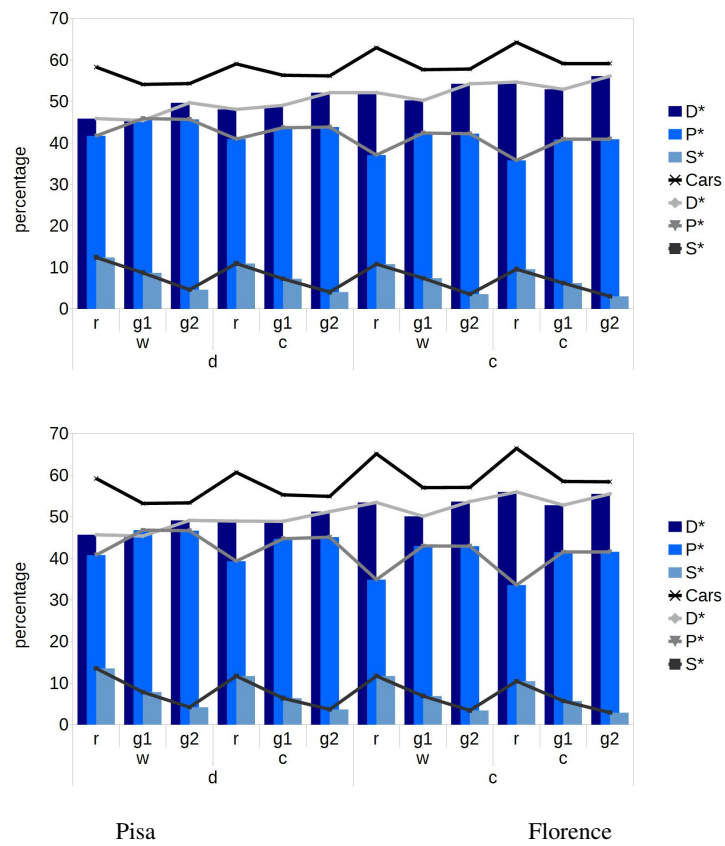 70
60
50
40
30
20
10
0
percentage
r g1 g2 r g1 g2 r g1 g2 r g1 g2
w c w c
d c
D*
P*
S*
Cars
D*
P*
S*
70
60
50
40
30
20
10
0
percentage
r g1 g2 r g1 g2 r g1 g2 r g1 g2
w c w c
d c
D*
P*
S*
Cars
D*
P*
S*
Pisa Florence